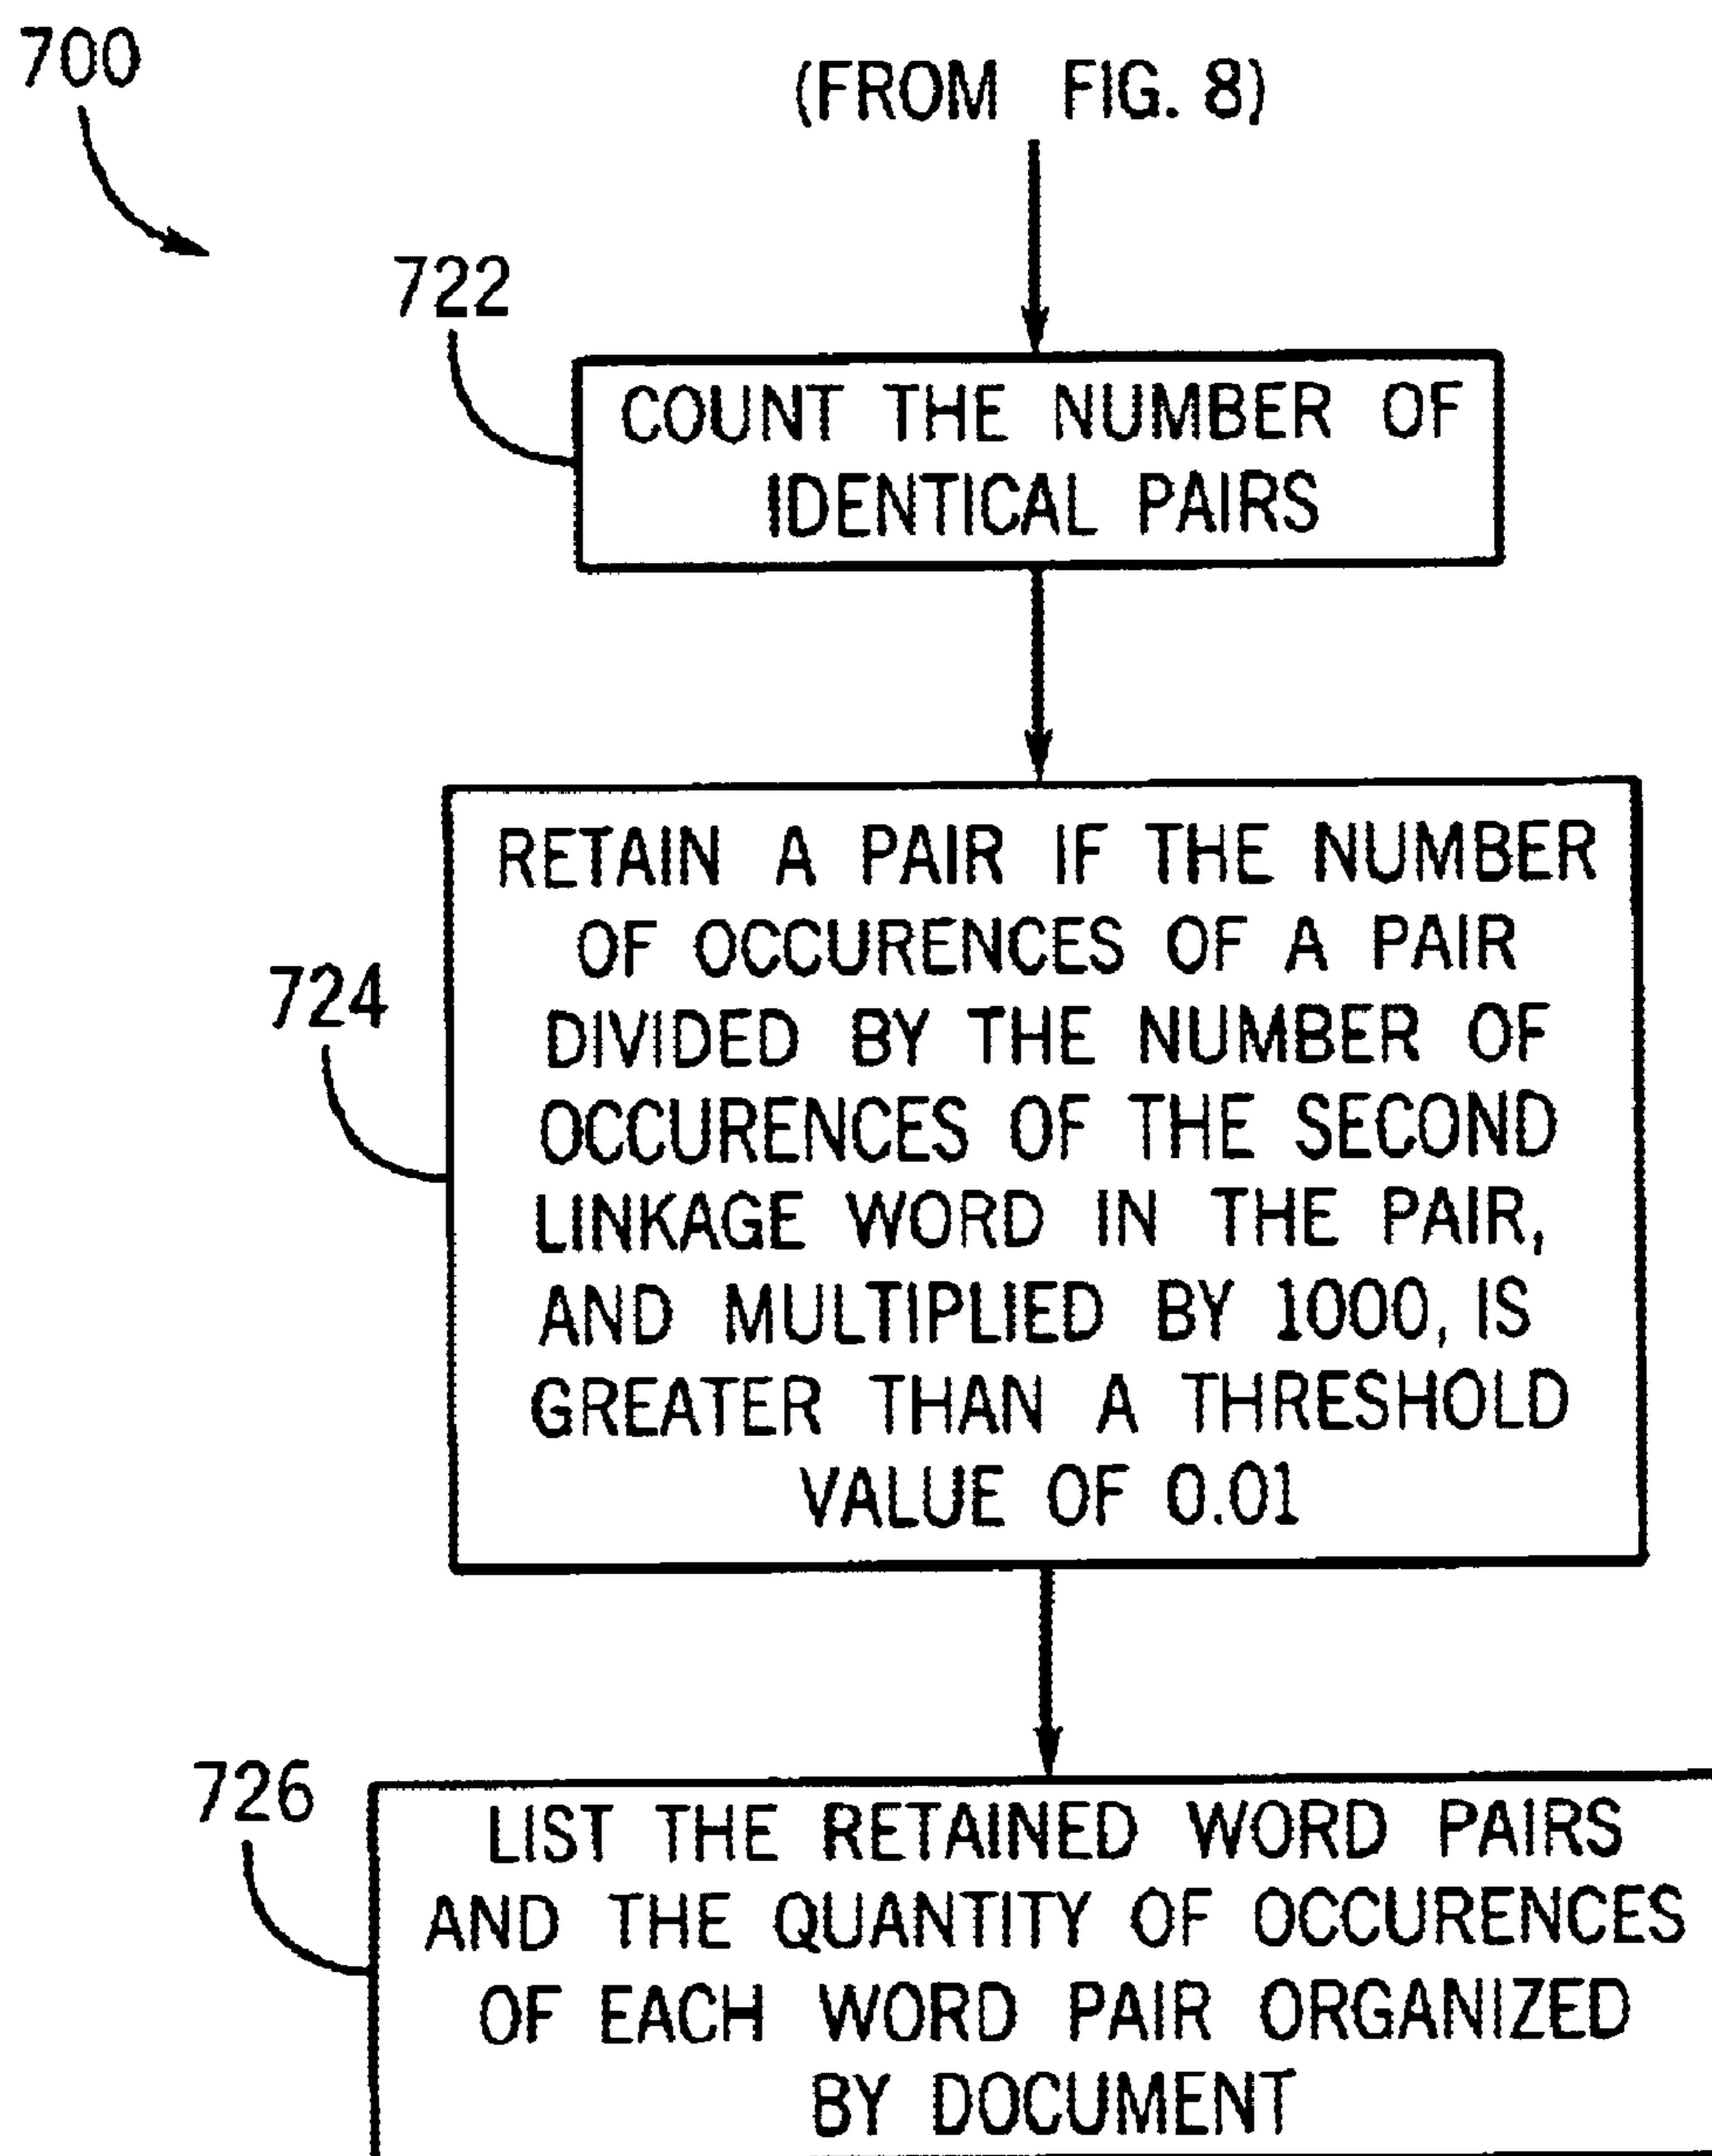 700
(FROM FIG. 8)
722
COUNT THE NUMBER OF
IDENTICAL PAIRS
RETAIN A PAIR IF THE NUMBER
OF OCCURENCES OF A PAIR
724
DIVIDED BY THE NUMBER OF
OCCURENCES OF THE SECOND
LINKAGE WORD IN THE PAIR,
AND MULTIPLIED BY 1000, IS
GREATER THAN A THRESHOLD
VALUE OF 0.01
726
LIST THE RETAINED WORD PAIRS
AND THE QUANTITY OF OCCURENCES
OF EACH WORD PAIR ORGANIZED
BY DOCUMENT